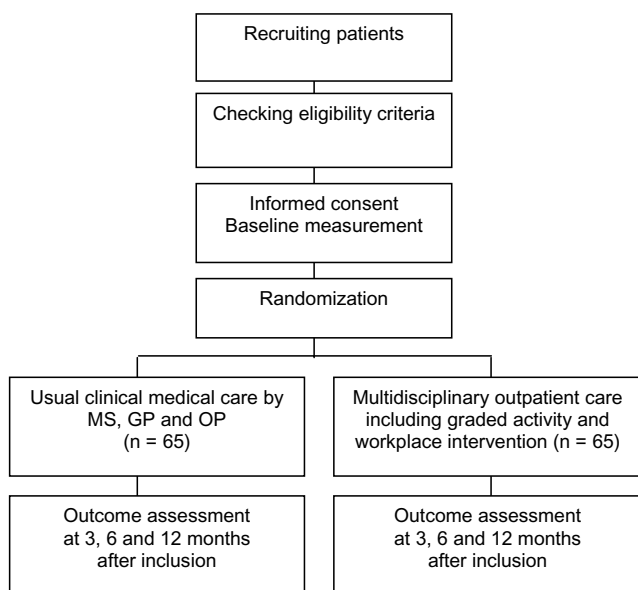 Recruiting patients
Checking eligibility criteria
Informed consent
Baseline measurement
Randomization
Usual clinical medical care by
MS, GP and OP
(n = 65)
Multidisciplinary outpatient care
including graded activity and
workplace intervention (n = 65)
Outcome assessment
at 3, 6 and 12 months
after inclusion
Outcome assessment
at 3, 6 and 12 months
after inclusion